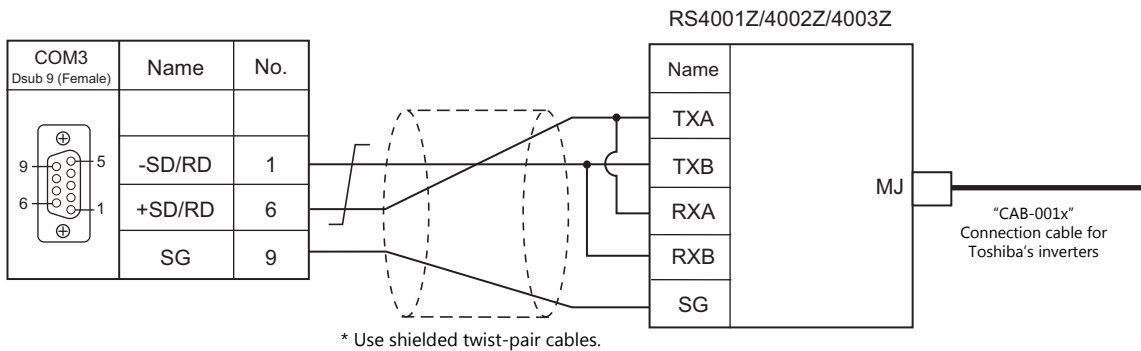 RS4001Z/4002Z/4003Z
COM3
Dsub 9 (Female)
Name
No.
9
5
6
1
-SD/RD
1
+SD/RD
6
SG
9
Name
TXA
TXB
RXA
RXB
SG
MJ
“CAB-001x”
Connection cable for
Toshiba’s inverters
* Use shielded twist-pair cables.